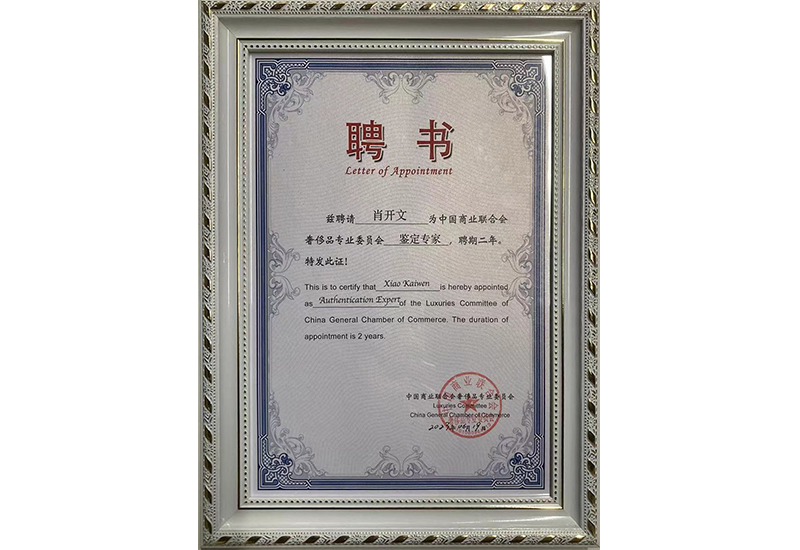 聘书
Letter of Appointment
兹聘请 肖开文 为中国商业联合会
奢侈品专业委员会 鉴定专家 ，聘期二年。
特发此证！
This is to certify that Xiao Kaiwen is hereby appointed
as Authentication Expert of the Luxuries Committee of
China General Chamber of Commerce. The duration of
appointment is 2 years.
中国商业联合会奢侈品专业委员会
Luxuries Committee
China General Chamber of Commerce